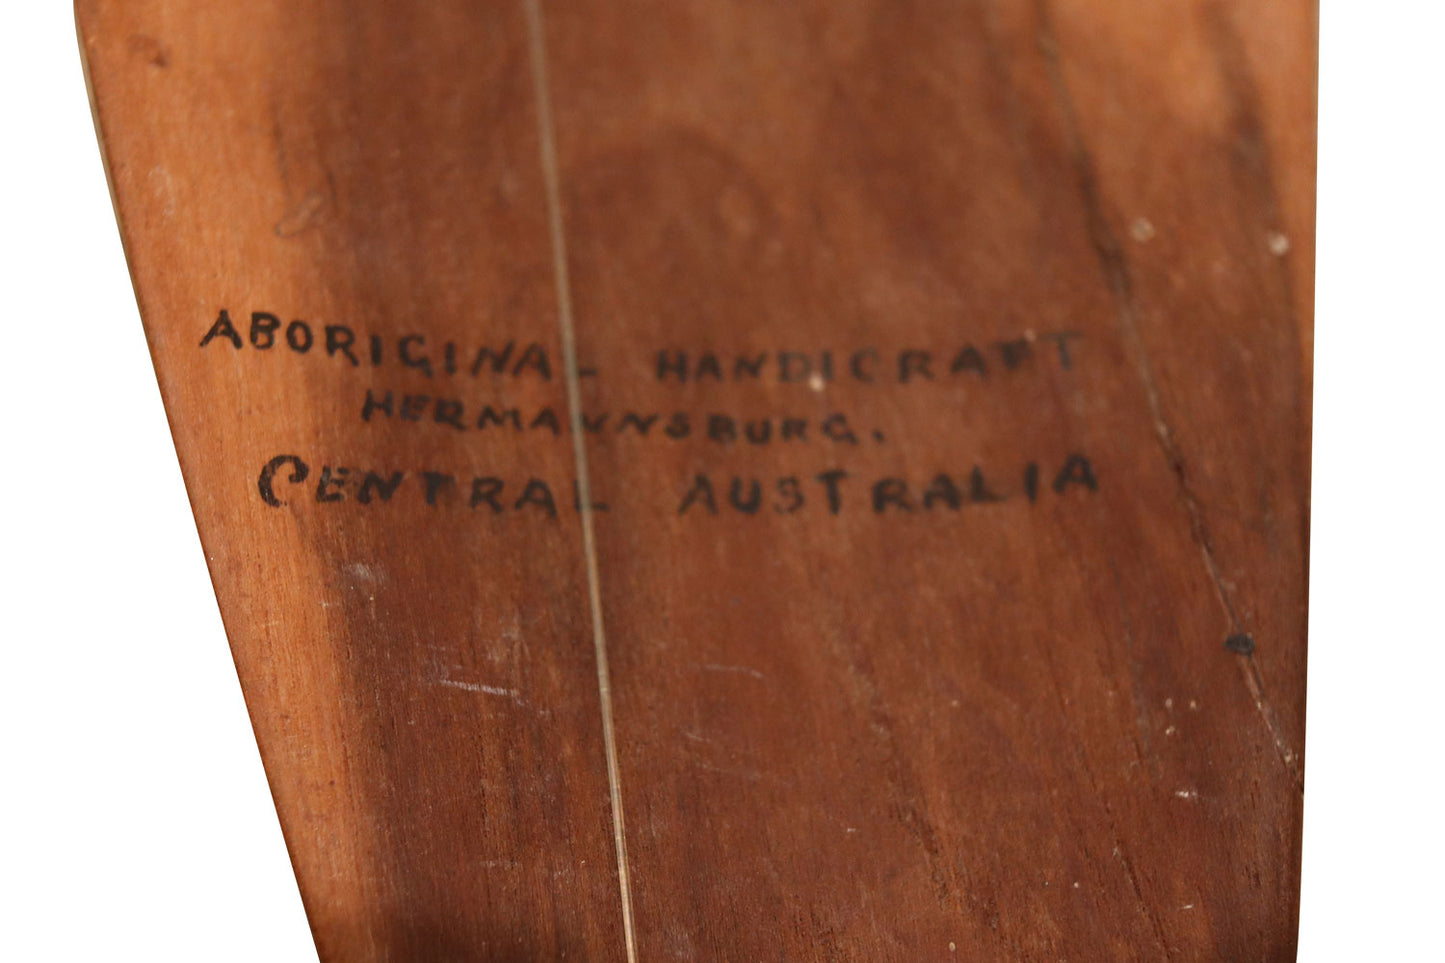 ABORIGINAL HANDICRAFT
HERMANNSBURG.
CENTRAL AUSTRALIA